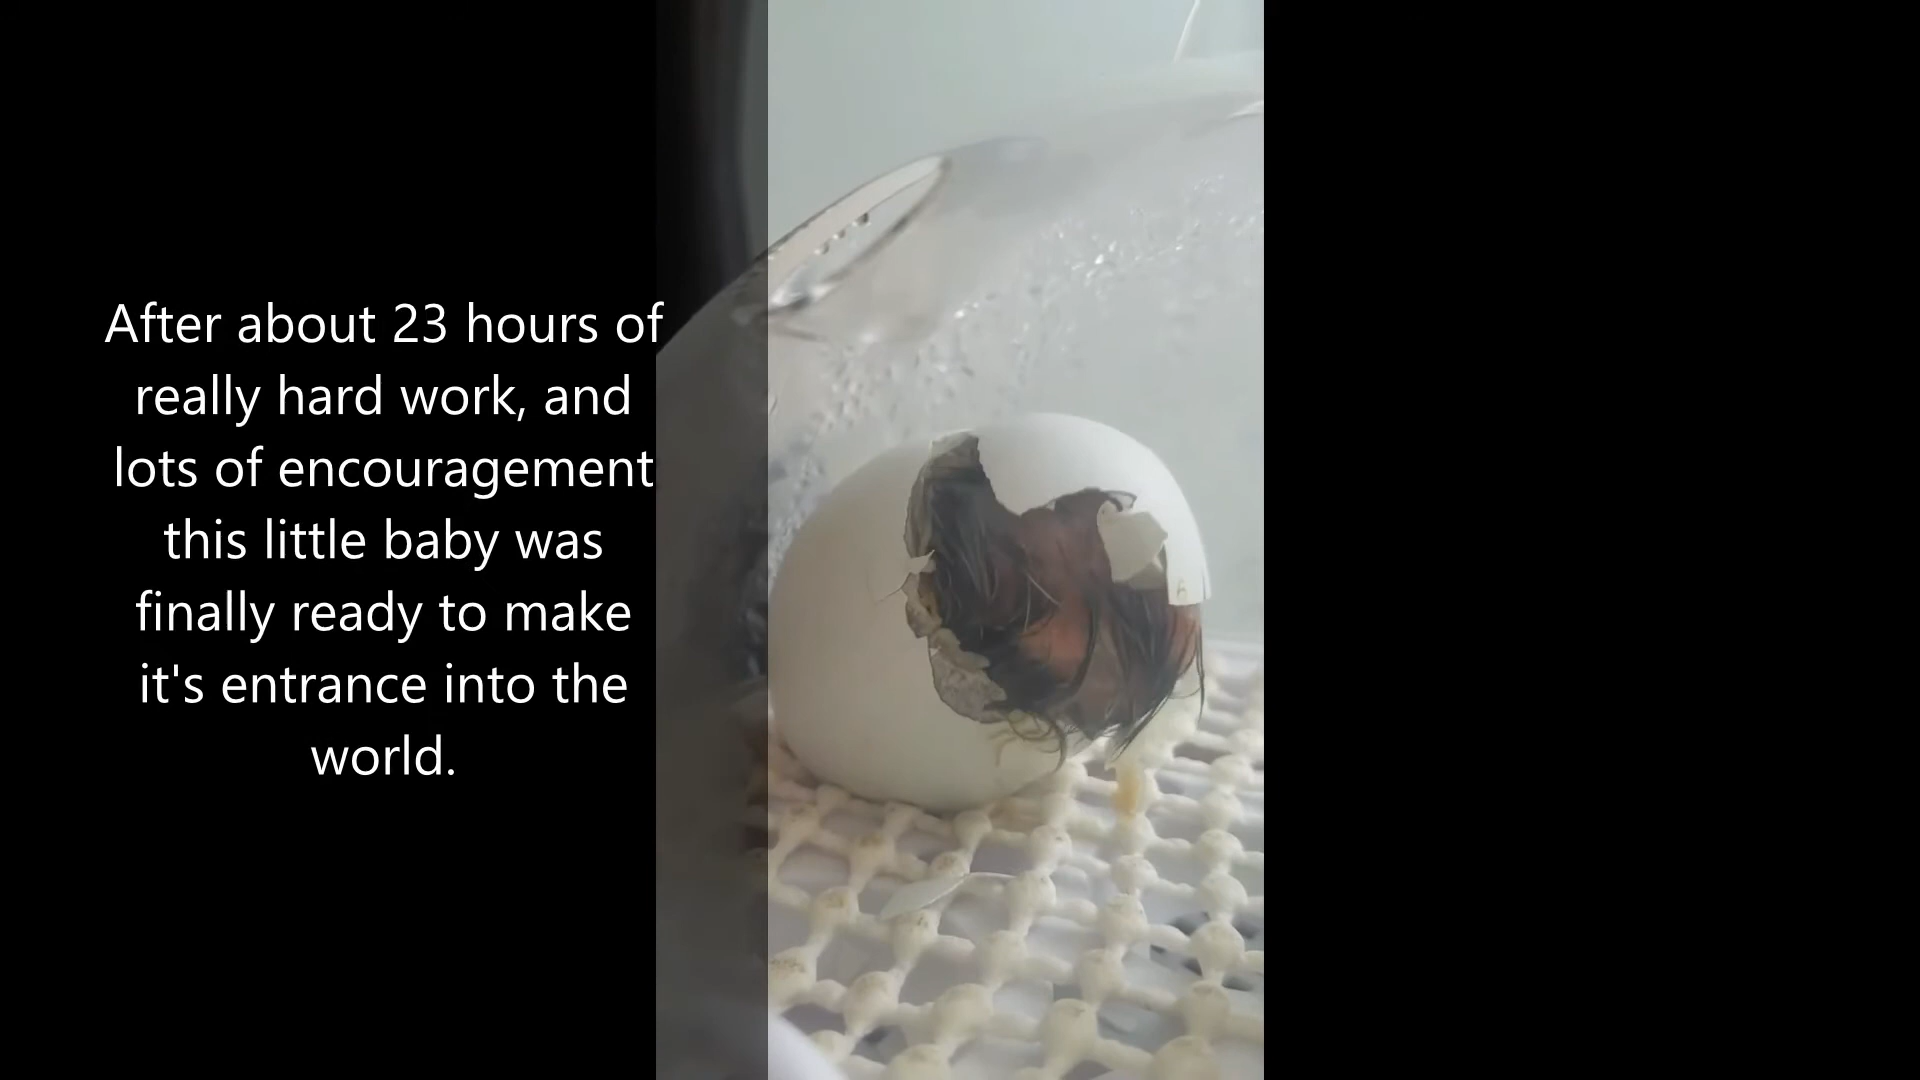 After about 23 hours of
really hard work, and
lots of encouragement
this little baby was
finally ready to make
it's entrance into the
world.